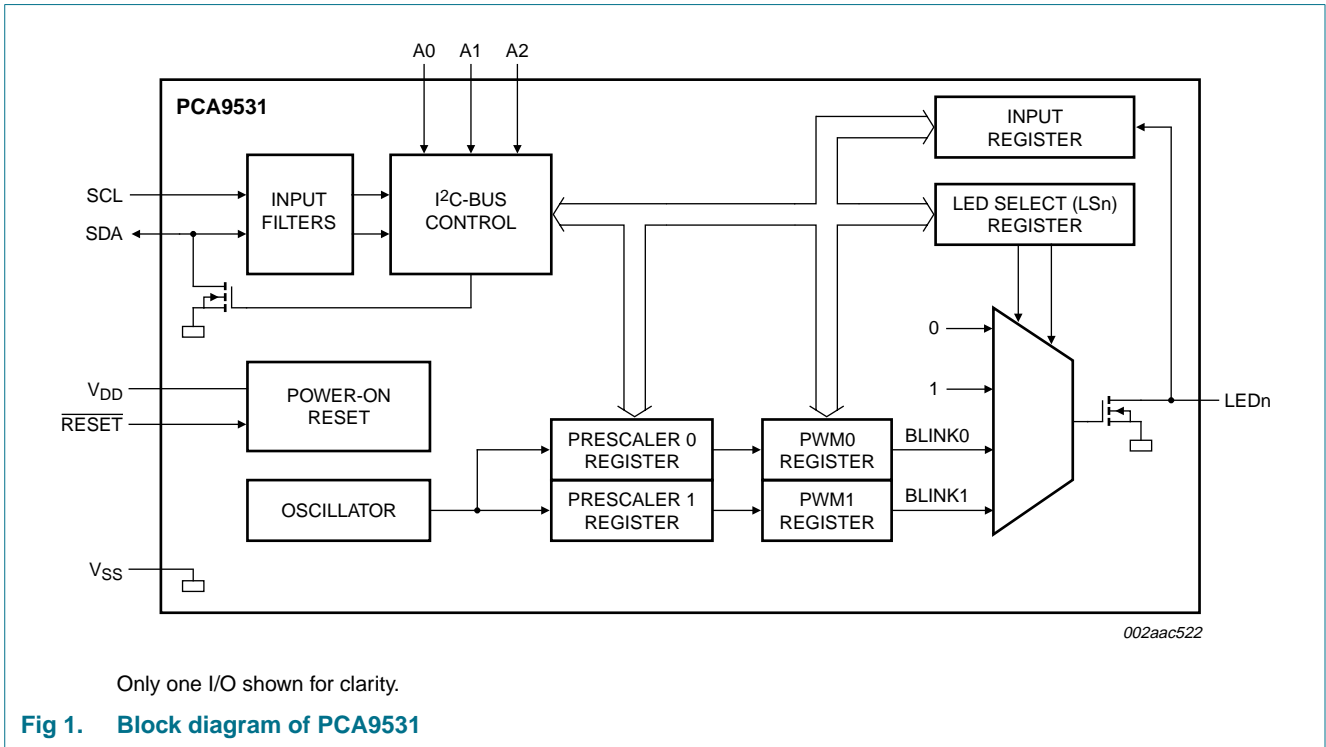 A0 A1 A2
PCA9531
INPUT
REGISTER
SCL
SDA
INPUT
FILTERS
I2C-BUS
CONTROL
LED SELECT (LSn)
REGISTER
0
1
VDD
RESET
POWER-ON
RESET
LEDn
PRESCALER 0
REGISTER
PWM0
REGISTER
BLINK0
OSCILLATOR
PRESCALER 1
REGISTER
PWM1
REGISTER
BLINK1
VSS
002aac522
Only one I/O shown for clarity.
Fig 1. Block diagram of PCA9531